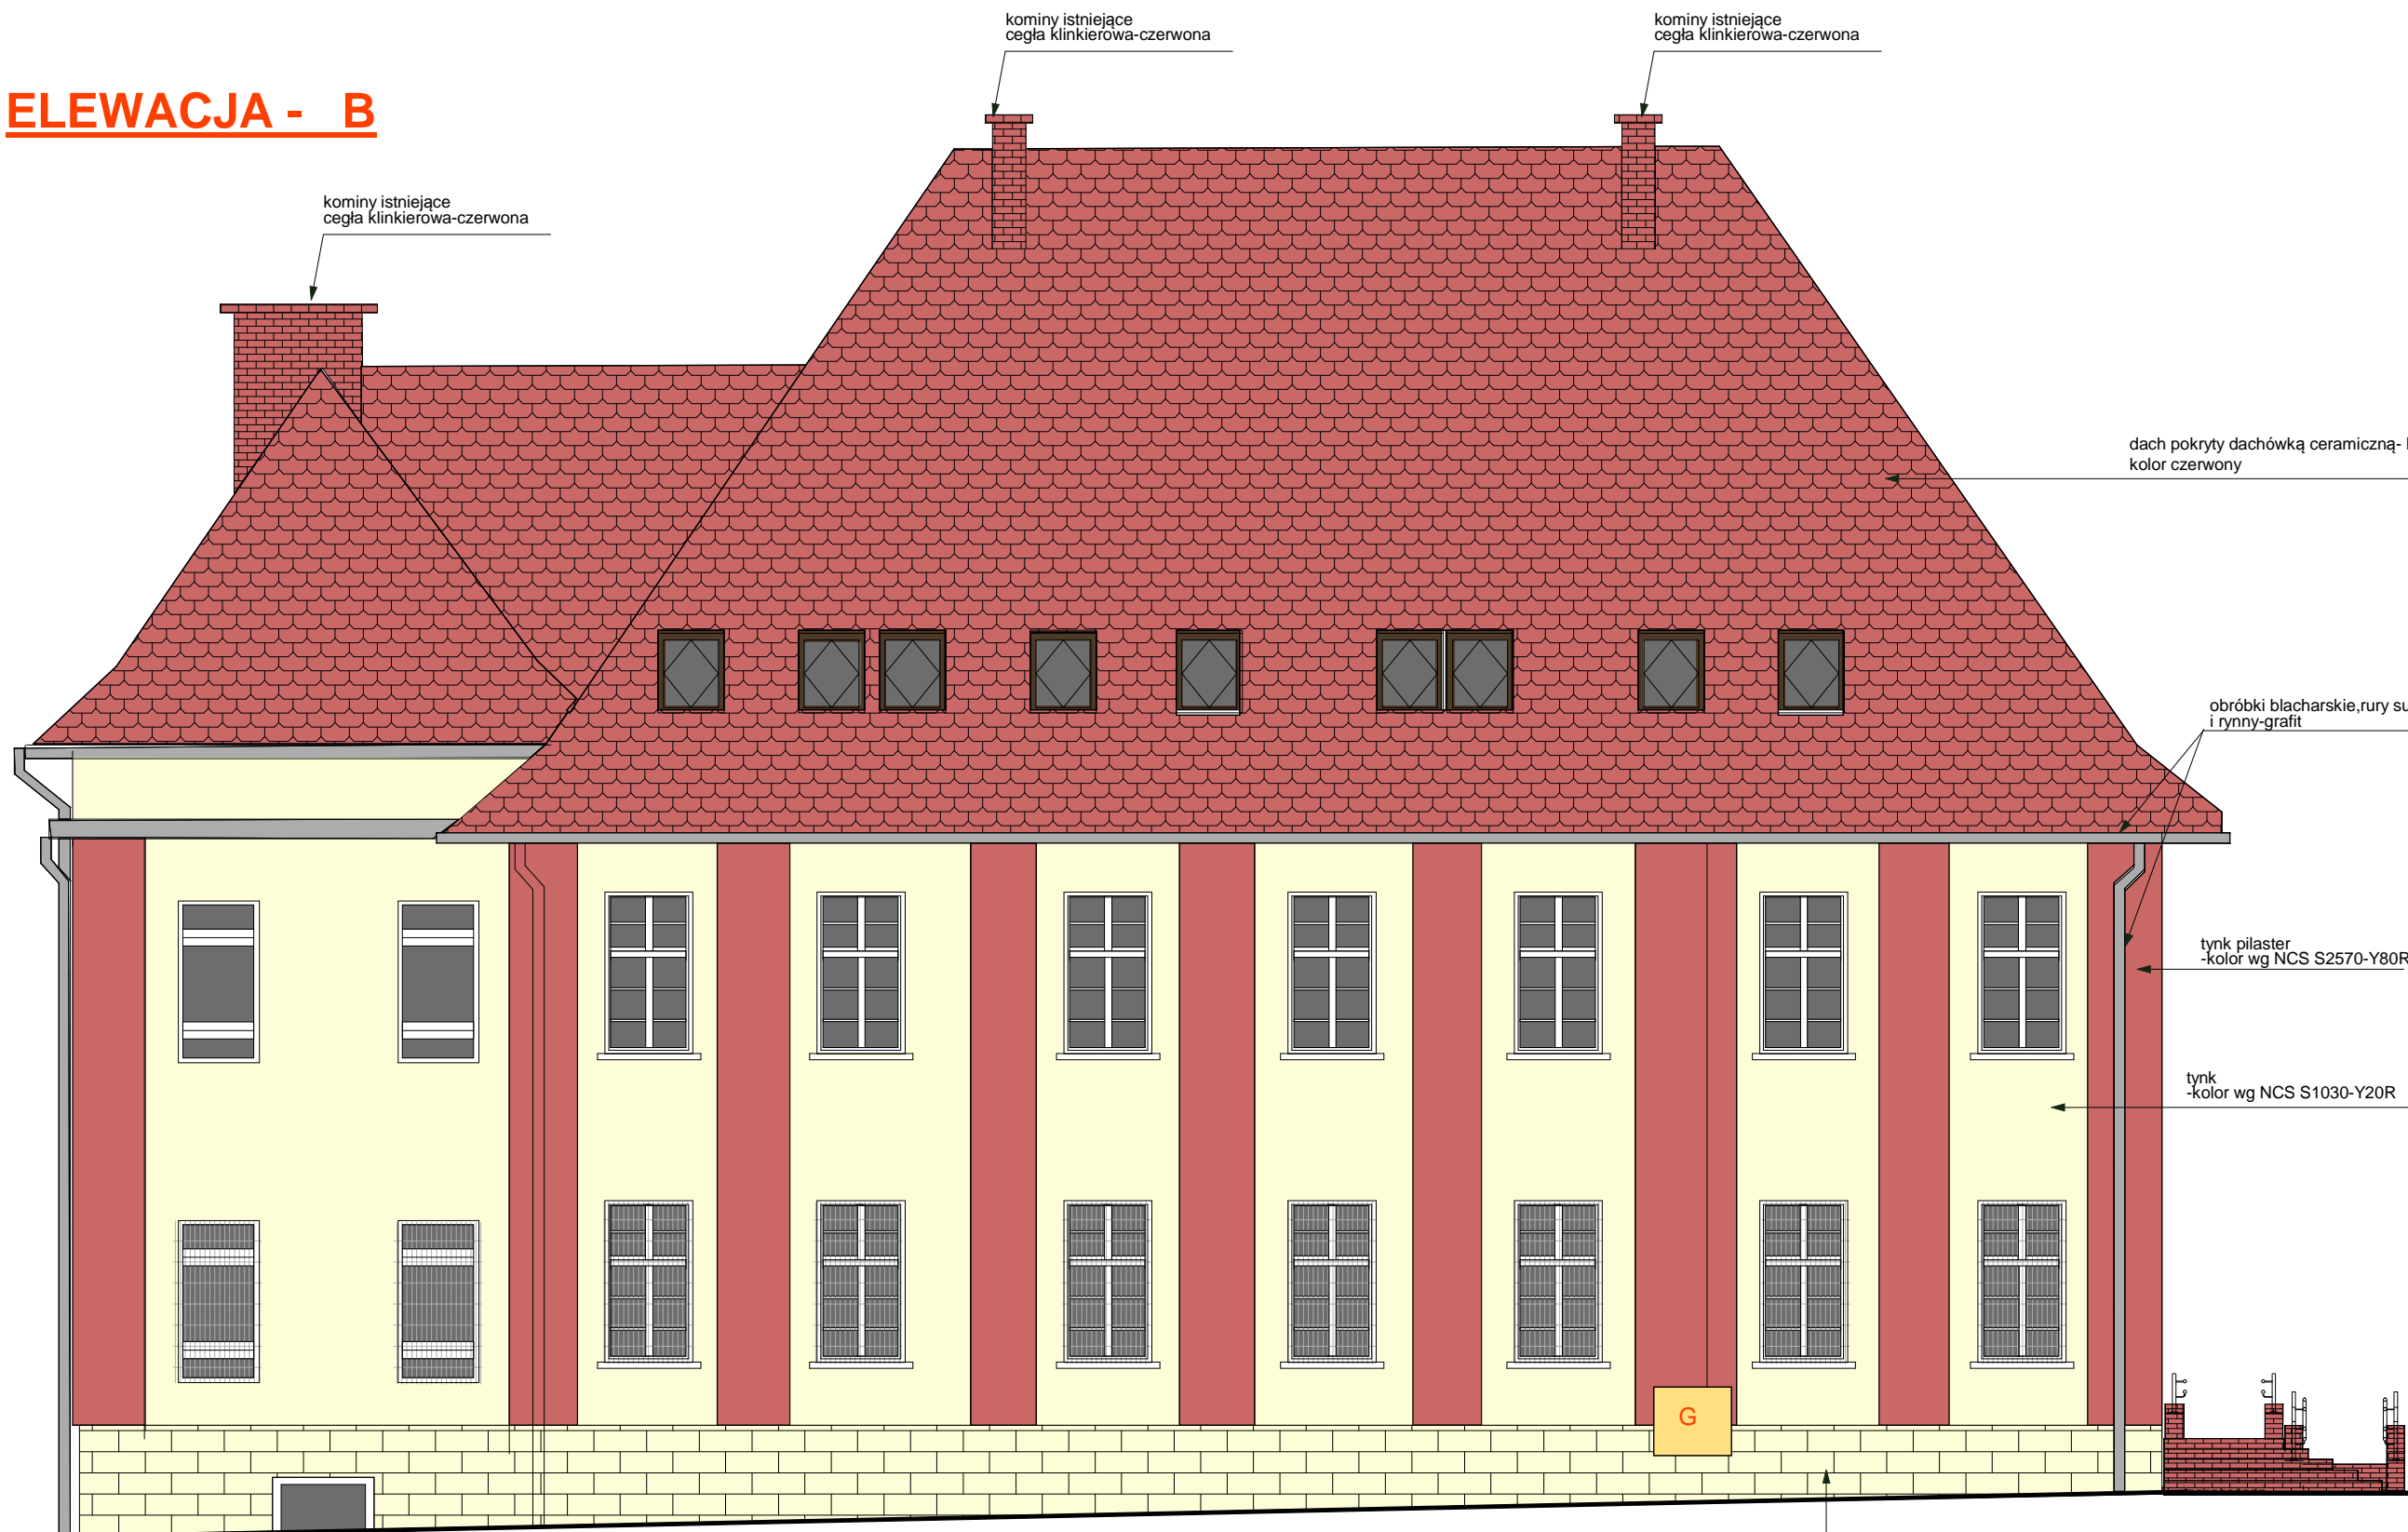 kominy istniejące
cegła klinkierowa-czerwona
kominy istniejące
cegła klinkierowa-czerwona
ELEWACJA - B
kominy istniejące
cegła klinkierowa-czerwona
dach pokryty dachówką ceramiczną-
kolor czerwony
obróbki blacharskie,rury
i rynny-grafit
tynk pilaster
-kolor wg NCS S2570-Y80R
tynk
-kolor wg NCS S1030-Y20R
G